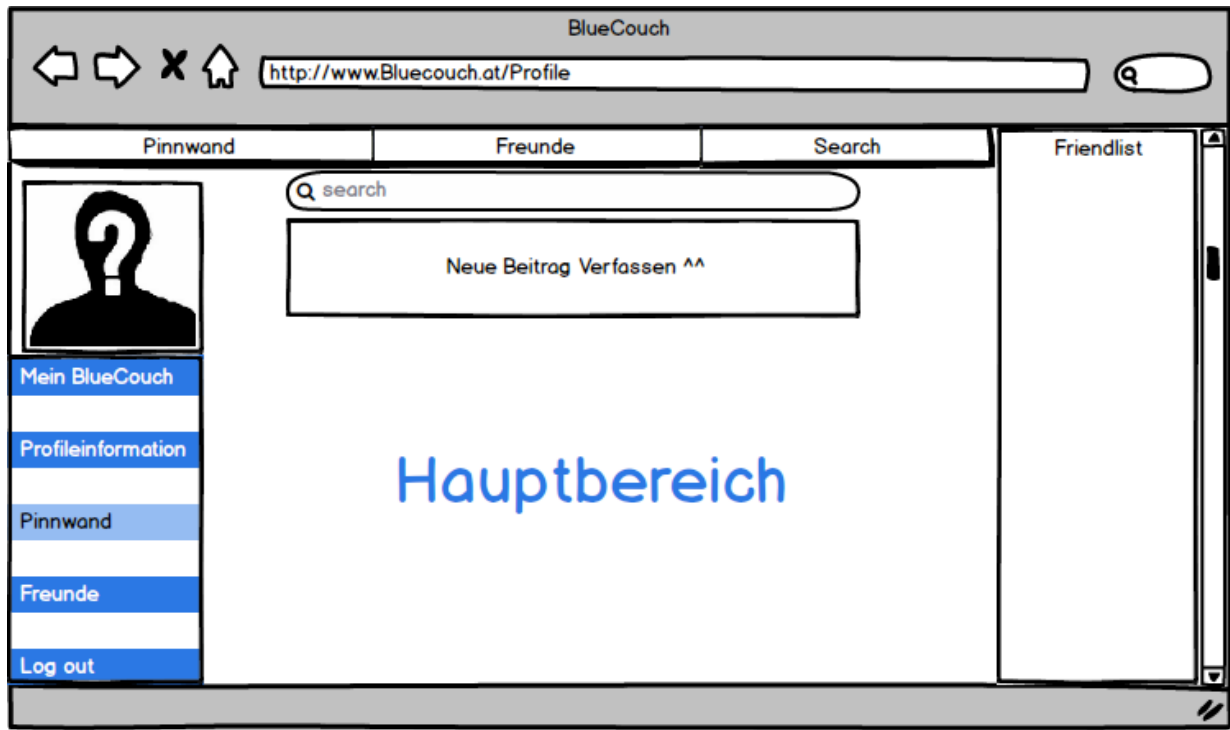 BlueCouch
http://www.Bluecouch.at/Profile
Pinnwand
Freunde
Search
Friendlist
search
Neue Beitrag Verfassen ^^
Mein BlueCouch
Profileinformation
Pinnwand
Freunde
Log out
Hauptbereich